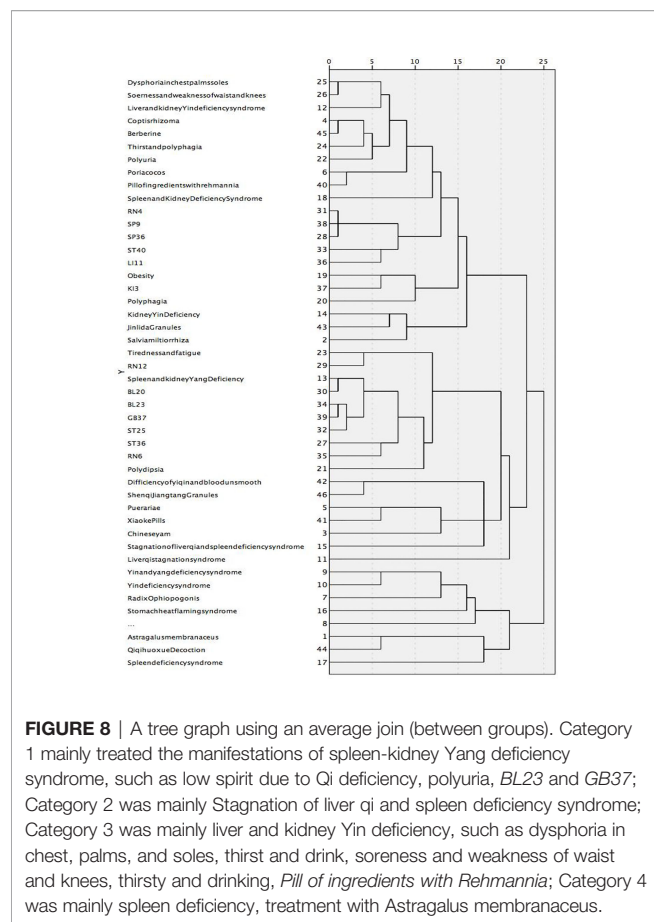 0 5 10 15 20 25
Dysphoriainchestpalmssoles 25
Soernessandweaknessofwaistandknees 26
LiverandkidneyYindeficiencysyndrome 12
Coptisrhizoma 4
Berberine 45
Thirstandpolyphagia 24
Polyuria 22
Poriacocos 6
Pillofingredientswithrehmannia 40
SpleenandKidneyDeficiencySyndrome 18
RN4 31
SP9 38
SP36 28
ST40 33
LI11 36
Obesity 19
KI3 37
Polyphagia 20
KidneyYinDeficiency 14
JinlidaGranules 43
Salviamiltiorrhiza 2
Tirednessandfatigue 23
RN12 29
Y
SpleenandkidneyYangDeficiency 13
BL20 30
BL23 34
GB37 39
ST25 32
ST36 27
RN6 35
Polydipsia 21
Difficiencyofyiqinandbloodunsmooth 42
ShenqiJiangtangGranules 46
Puerariae 5
XiaokePills 41
Chineseyam 3
Stagnationofliverqiandspleendeficiencysyndrome 15
Liverqistagnationsyndrome 11
Yinandyangdeficiencysyndrome 9
Yindeficiencysyndrome 10
RadixOphiopogonis 7
Stomachheatflamingsyndrome 16
... 8
Astragalusmembranaceus 1
QiqihuoxueDecoction 44
Spleendeficiencysyndrome 17
FIGURE 8 | A tree graph using an average join (between groups). Category
1 mainly treated the manifestations of spleen-kidney Yang deficiency
syndrome, such as low spirit due to Qi deficiency, polyuria, BL23 and GB37;
Category 2 was mainly Stagnation of liver qi and spleen deficiency syndrome;
Category 3 was mainly liver and kidney Yin deficiency, such as dysphoria in
chest, palms, and soles, thirst and drink, soreness and weakness of waist
and knees, thirsty and drinking, Pill of ingredients with Rehmannia; Category 4
was mainly spleen deficiency, treatment with Astragalus membranaceus.